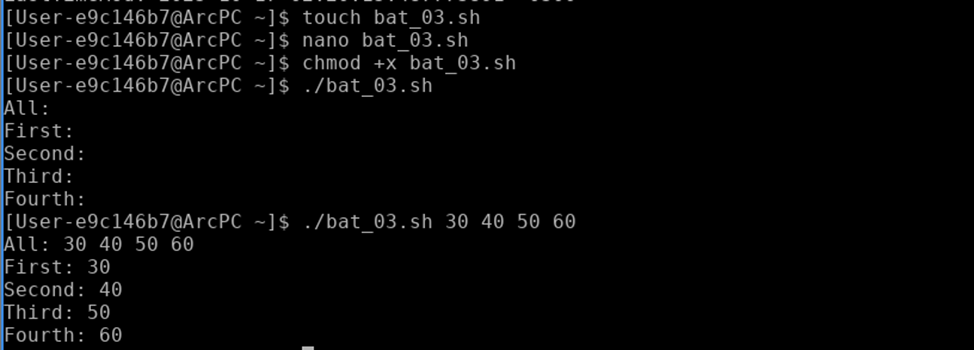 [User-e9c146b7@ArcPC ~]$ touch bat_03.sh
[User-e9c146b7@ArcPC ~]$ nano bat_03.sh
[User-e9c146b7@ArcPC ~]$ chmod +x bat_03.sh
[User-e9c146b7@ArcPC ~]$ ./bat_03.sh
All:
First:
Second:
Third:
Fourth:
[User-e9c146b7@ArcPC ~]$ ./bat_03.sh 30 40 50 60
All: 30 40 50 60
First: 30
Second: 40
Third: 50
Fourth: 60